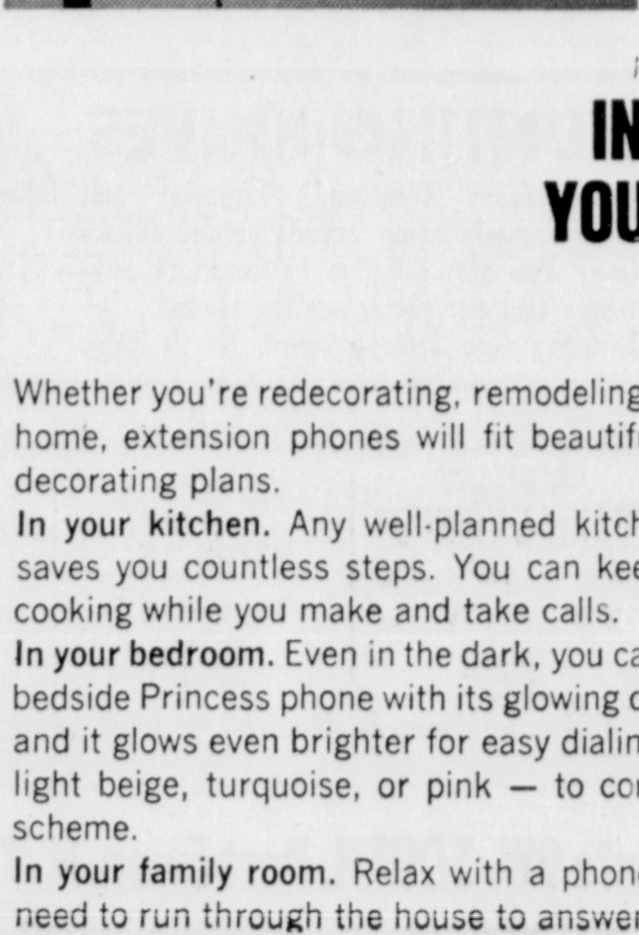 IN
YOU
Whether you're redecorating, remodeling
home, extension phones will fit beautif
decorating plans.
In your kitchen. Any well-planned kitch
saves you countless steps. You can kee
cooking while you make and take calls.
In your bedroom. Even in the dark, you ca
bedside Princess phone with its glowing d
and it glows even brighter for easy dialin
light beige, turquoise, or pink — to co
scheme.
In your family room. Relax with a phon
need to run through the house to answer